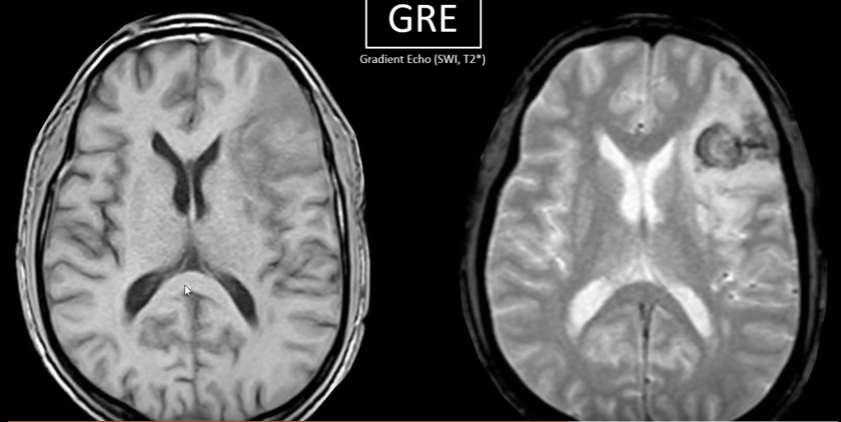 GRE
Gradient Echo (SWI, T2*)